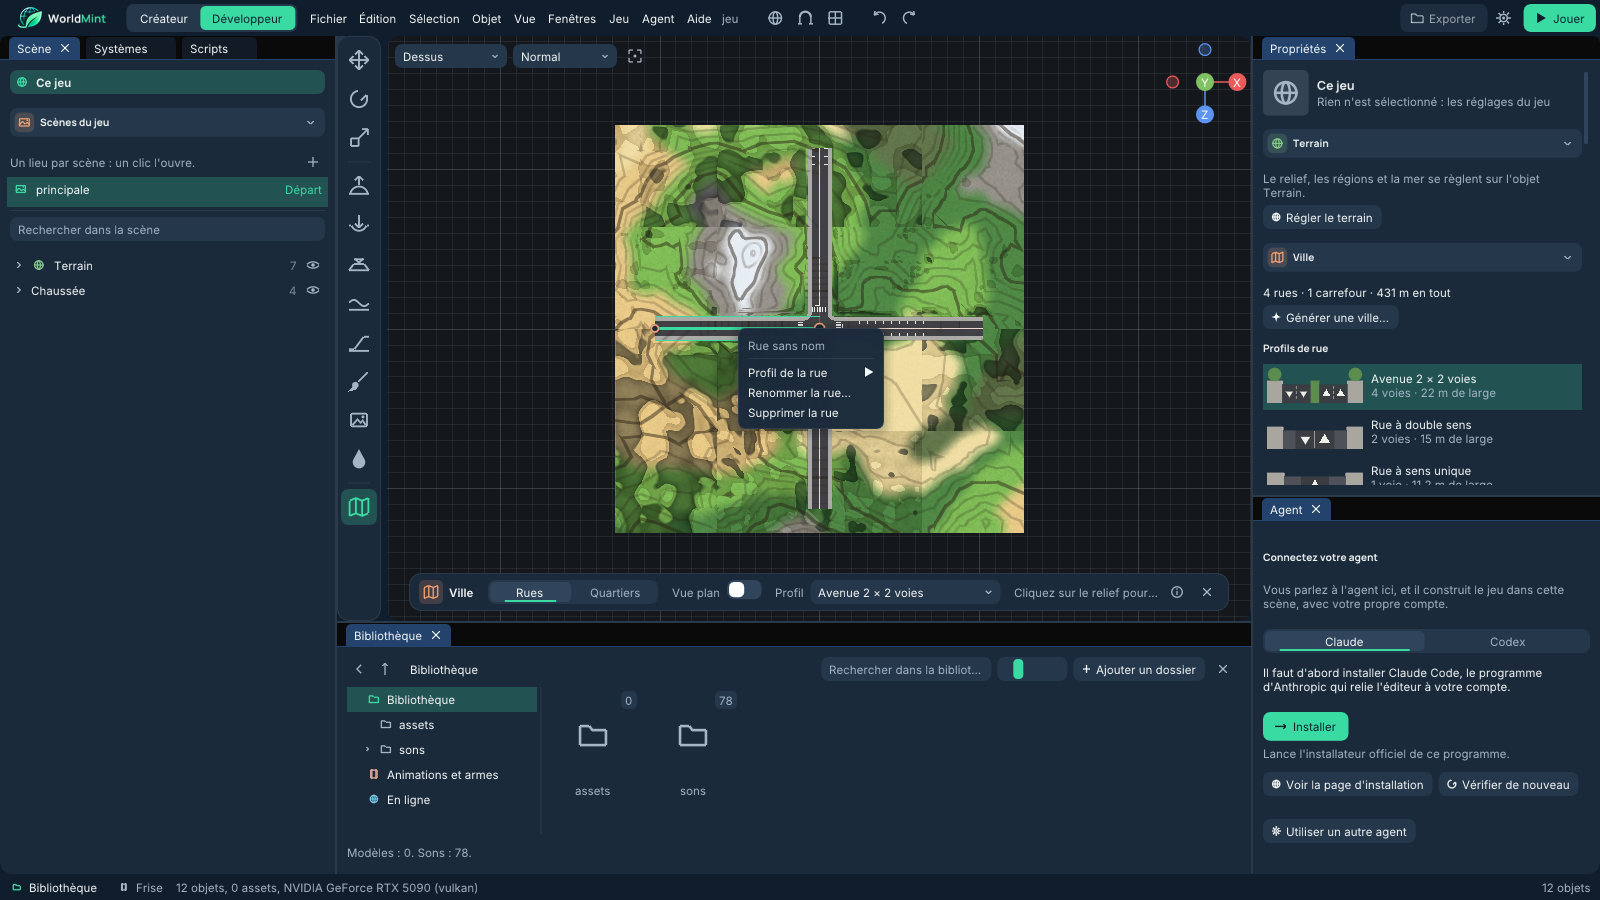 WorldMint
Créateur
Développeur
Fichier
Édition
Sélection
Objet
Vue
Fenêtres
Jeu
Agent
Aide
jeu
Exporter
Jouer
Scène
Systèmes
Scripts
Ce jeu
Scènes du jeu
Un lieu par scène : un clic l'ouvre.
principale
Départ
Rechercher dans la scène
Terrain
7
Chaussée
4
Dessus
Normal
Y
X
Z
Rue sans nom
Profil de la rue
Renommer la rue...
Supprimer la rue
Ville
Rues
Quartiers
Vue plan
Profil
Avenue 2 × 2 voies
Cliquez sur le relief pour...
Bibliothèque
Bibliothèque
Rechercher dans la bibliot...
+ Ajouter un dossier
Bibliothèque
assets
sons
Animations et armes
En ligne
0
assets
78
sons
Modèles : 0. Sons : 78.
Propriétés
Ce jeu
Rien n'est sélectionné : les réglages du jeu
Terrain
Le relief, les régions et la mer se règlent sur l'objet
Terrain.
Régler le terrain
Ville
4 rues · 1 carrefour · 431 m en tout
Générer une ville...
Profils de rue
Avenue 2 × 2 voies
4 voies · 22 m de large
Rue à double sens
2 voies · 15 m de large
Rue à sens unique
1 voie · 11,2 m de large
Agent
Connectez votre agent
Vous parlez à l'agent ici, et il construit le jeu dans cette
scène, avec votre propre compte.
Claude
Codex
Il faut d'abord installer Claude Code, le programme
d'Anthropic qui relie l'éditeur à votre compte.
Installer
Lance l'installateur officiel de ce programme.
Voir la page d'installation
Vérifier de nouveau
Utiliser un autre agent
Bibliothèque
Frise
12 objets, 0 assets, NVIDIA GeForce RTX 5090 (vulkan)
12 objets